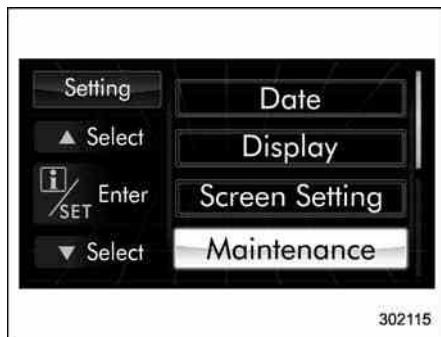 Setting
▲ Select
i/SET Enter
▼ Select
Date
Display
Screen Setting
Maintenance
302115